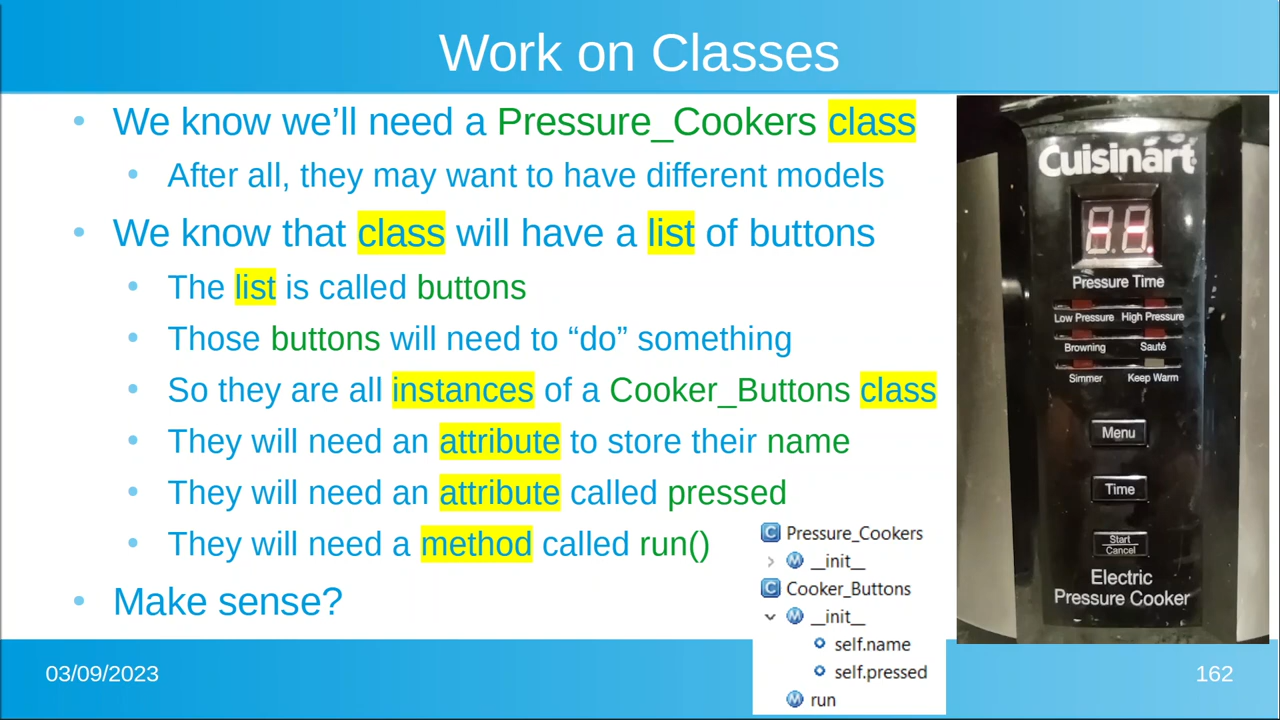 Work on Classes
We know we’ll need a Pressure_Cookers class
After all, they may want to have different models
We know that class will have a list of buttons
The list is called buttons
Those buttons will need to “do” something
So they are all instances of a Cooker_Buttons class
They will need an attribute to store their name
They will need an attribute called pressed
They will need a method called run()
Make sense?
Pressure_Cookers
__init__
Cooker_Buttons
__init__
self.name
self.pressed
run
Cuisinart
Pressure Time
Low Pressure High Pressure
Browning Sauté
Simmer Keep Warm
Menu
Time
Start
Cancel
Electric
Pressure Cooker
03/09/2023
162